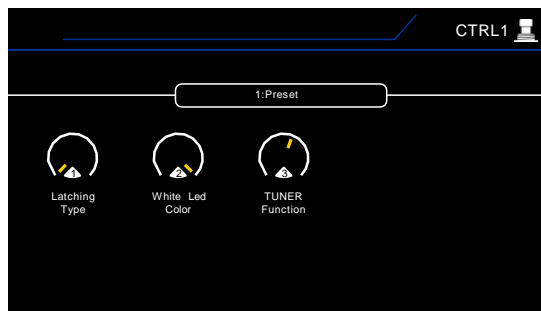 CTRL1
1:Preset
1
2
3
Latching
Type
White Led
Color
TUNER
Function